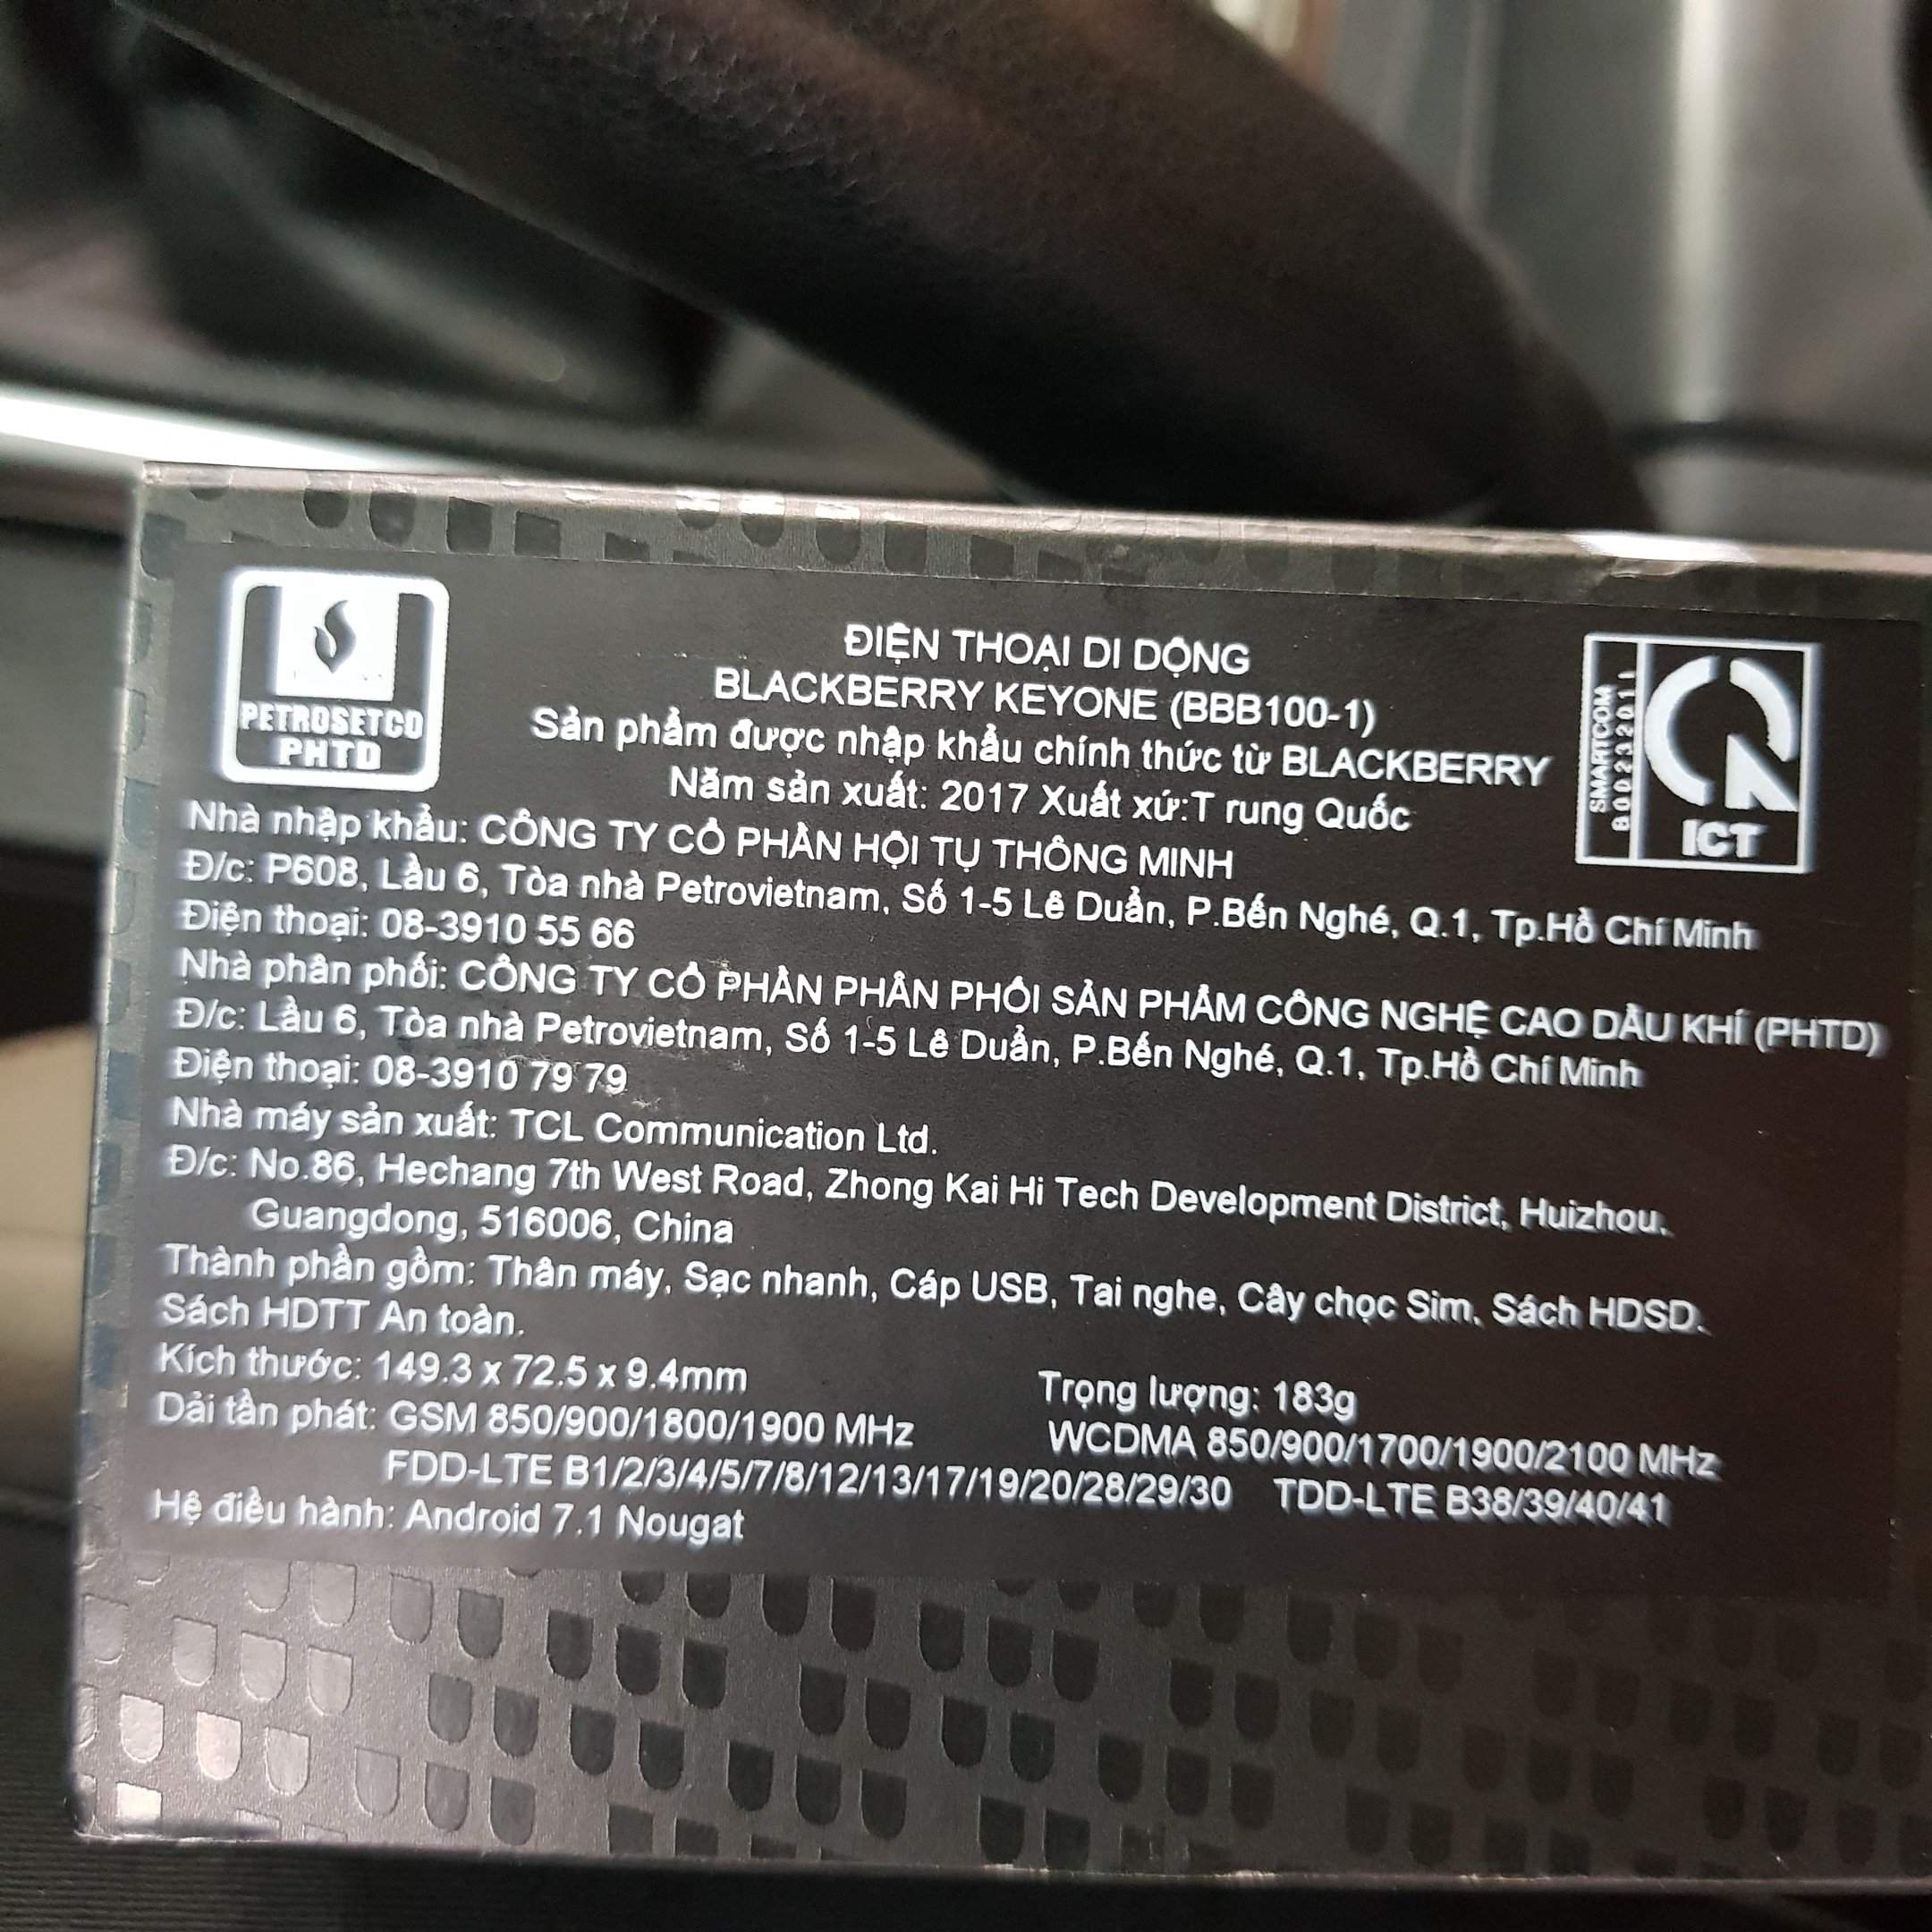 PETROSETCO
PHTD
ĐIỆN THOẠI DI DỘNG
BLACKBERRY KEYONE (BBB100-1)
Sản phẩm được nhập khẩu chính thức từ BLACKBERRY
Năm sản xuất: 2017 Xuất xứ:T rung Quốc
SMARTCOM
B002232011
ICT
Nhà nhập khẩu: CÔNG TY CỔ PHẦN HỘI TỤ THÔNG MINH
Đ/c: P608, Lầu 6, Tòa nhà Petrovietnam, Số 1-5 Lê Duẩn, P.Bến Nghé, Q.1, Tp.Hồ Chí Minh
Điện thoại: 08-3910 55 66
Nhà phân phối: CÔNG TY CỔ PHẦN PHÂN PHỐI SẢN PHẨM CÔNG NGHỆ CAO DẦU KHÍ (PHTD)
Đ/c: Lầu 6, Tòa nhà Petrovietnam, Số 1-5 Lê Duẩn, P.Bến Nghé, Q.1, Tp.Hồ Chí Minh
Điện thoại: 08-3910 79 79
Nhà máy sản xuất: TCL Communication Ltd.
Đ/c: No.86, Hechang 7th West Road, Zhong Kai Hi Tech Development District, Huizhou,
Guangdong, 516006, China
Thành phần gồm: Thân máy, Sạc nhanh, Cáp USB, Tai nghe, Cây chọc Sim, Sách HDSD.
Sách HDTT An toàn.
Kích thước: 149.3 x 72.5 x 9.4mm Trọng lượng: 183g
Dải tần phát: GSM 850/900/1800/1900 MHz WCDMA 850/900/1700/1900/2100 MHz
FDD-LTE B1/2/3/4/5/7/8/12/13/17/19/20/28/29/30 TDD-LTE B38/39/40/41
Hệ điều hành: Android 7.1 Nougat